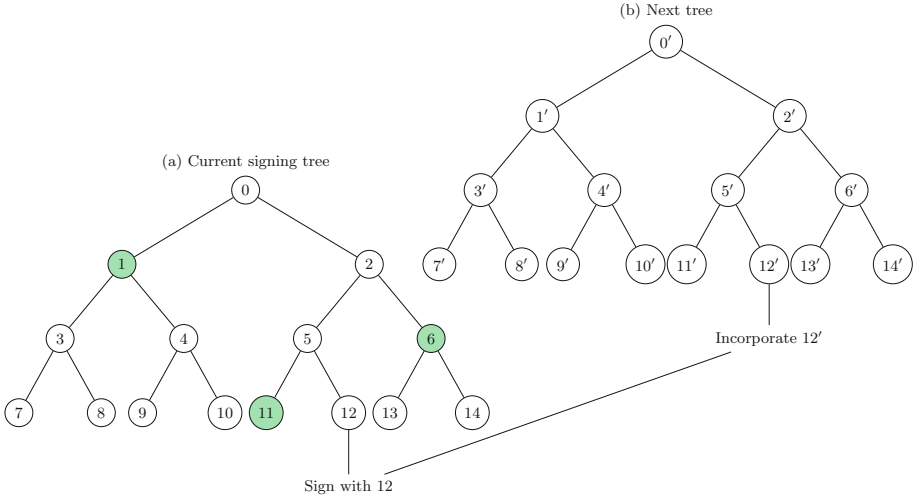 (b) Next tree
0′
1′ 2′
(a) Current signing tree
0
3′ 4′ 5′ 6′
1 2
7′ 8′ 9′ 10′ 11′ 12′ 13′ 14′
3 4 5 6
Incorporate 12′
7 8 9 10 11 12 13 14
Sign with 12